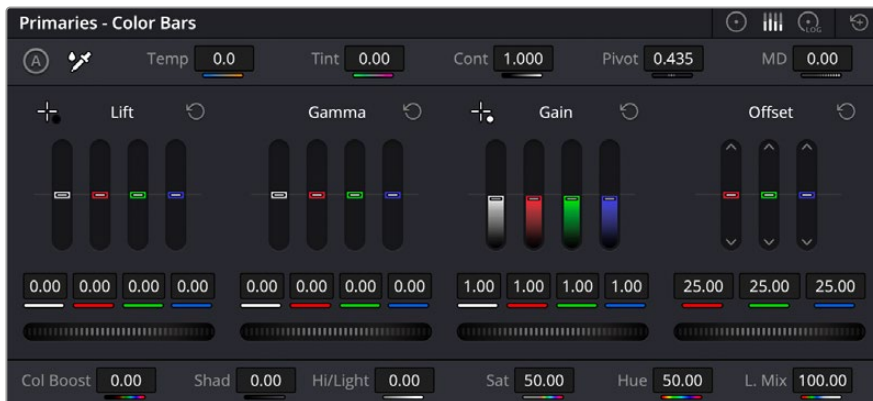 Primaries - Color Bars
LOG
A Temp 0.0 Tint 0.00 Cont 1.000 Pivot 0.435 MD 0.00
Lift Gamma Gain Offset
0.00 0.00 0.00 0.00 0.00 0.00 0.00 0.00 1.00 1.00 1.00 1.00 25.00 25.00 25.00
Col Boost 0.00 Shad 0.00 Hi/Light 0.00 Sat 50.00 Hue 50.00 L. Mix 100.00